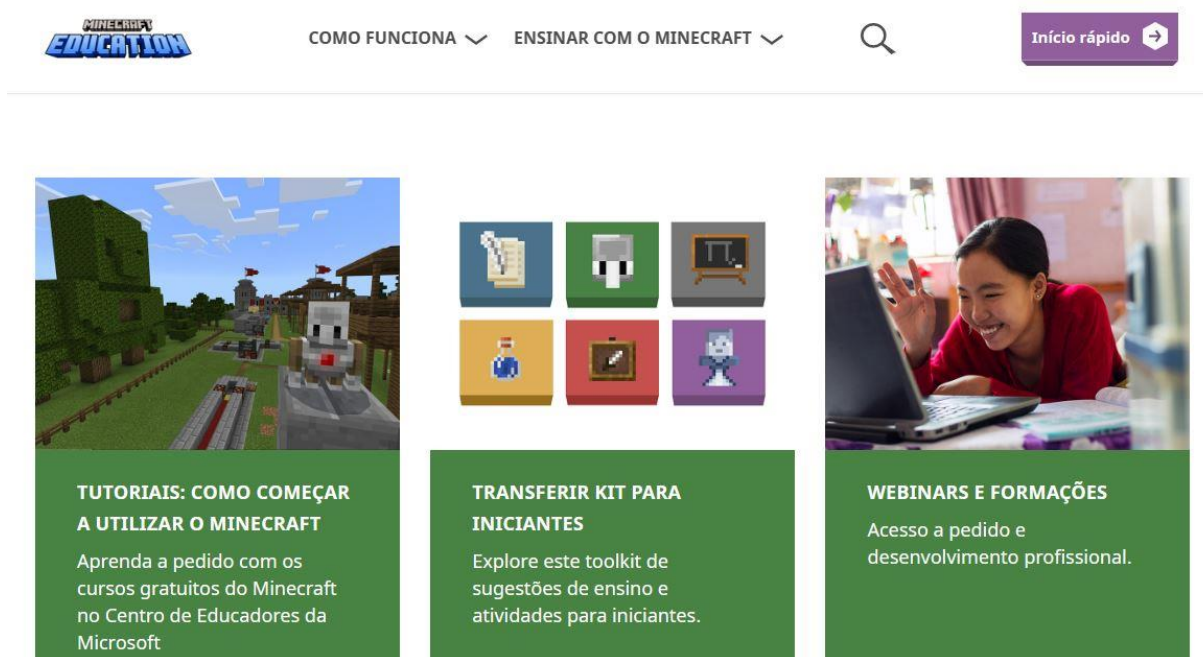 MINECRAFT
EDUCATION
COMO FUNCIONA
ENSINAR COM O MINECRAFT
Início rápido
TUTORIAIS: COMO COMEÇAR
A UTILIZAR O MINECRAFT
Aprenda a pedido com os
cursos gratuitos do Minecraft
no Centro de Educadores da
Microsoft
TRANSFERIR KIT PARA
INICIANTES
Explore este toolkit de
sugestões de ensino e
atividades para iniciantes.
WEBINARS E FORMAÇÕES
Acesso a pedido e
desenvolvimento profissional.